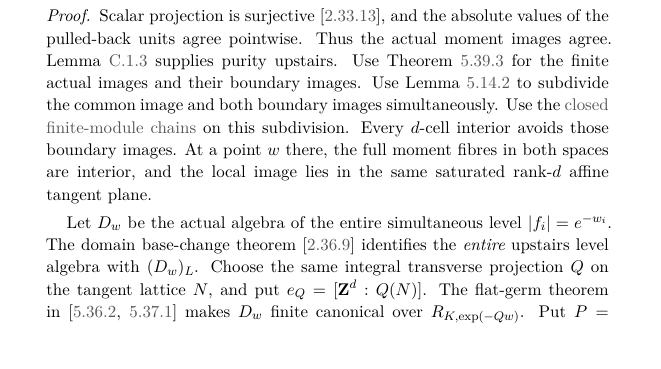 Proof. Scalar projection is surjective [2.33.13], and the absolute values of the
pulled-back units agree pointwise. Thus the actual moment images agree.
Lemma C.1.3 supplies purity upstairs. Use Theorem 5.39.3 for the finite
actual images and their boundary images. Use Lemma 5.14.2 to subdivide
the common image and both boundary images simultaneously. Use the closed
finite-module chains on this subdivision. Every d-cell interior avoids those
boundary images. At a point w there, the full moment fibres in both spaces
are interior, and the local image lies in the same saturated rank-d affine
tangent plane.
Let D_w be the actual algebra of the entire simultaneous level |f_i| = e^{−w_i}.
The domain base-change theorem [2.36.9] identifies the entire upstairs level
algebra with (D_w)_L. Choose the same integral transverse projection Q on
the tangent lattice N, and put e_Q = [Z^d : Q(N)]. The flat-germ theorem
in [5.36.2, 5.37.1] makes D_w finite canonical over R_{K,exp(−Qw)}. Put P =